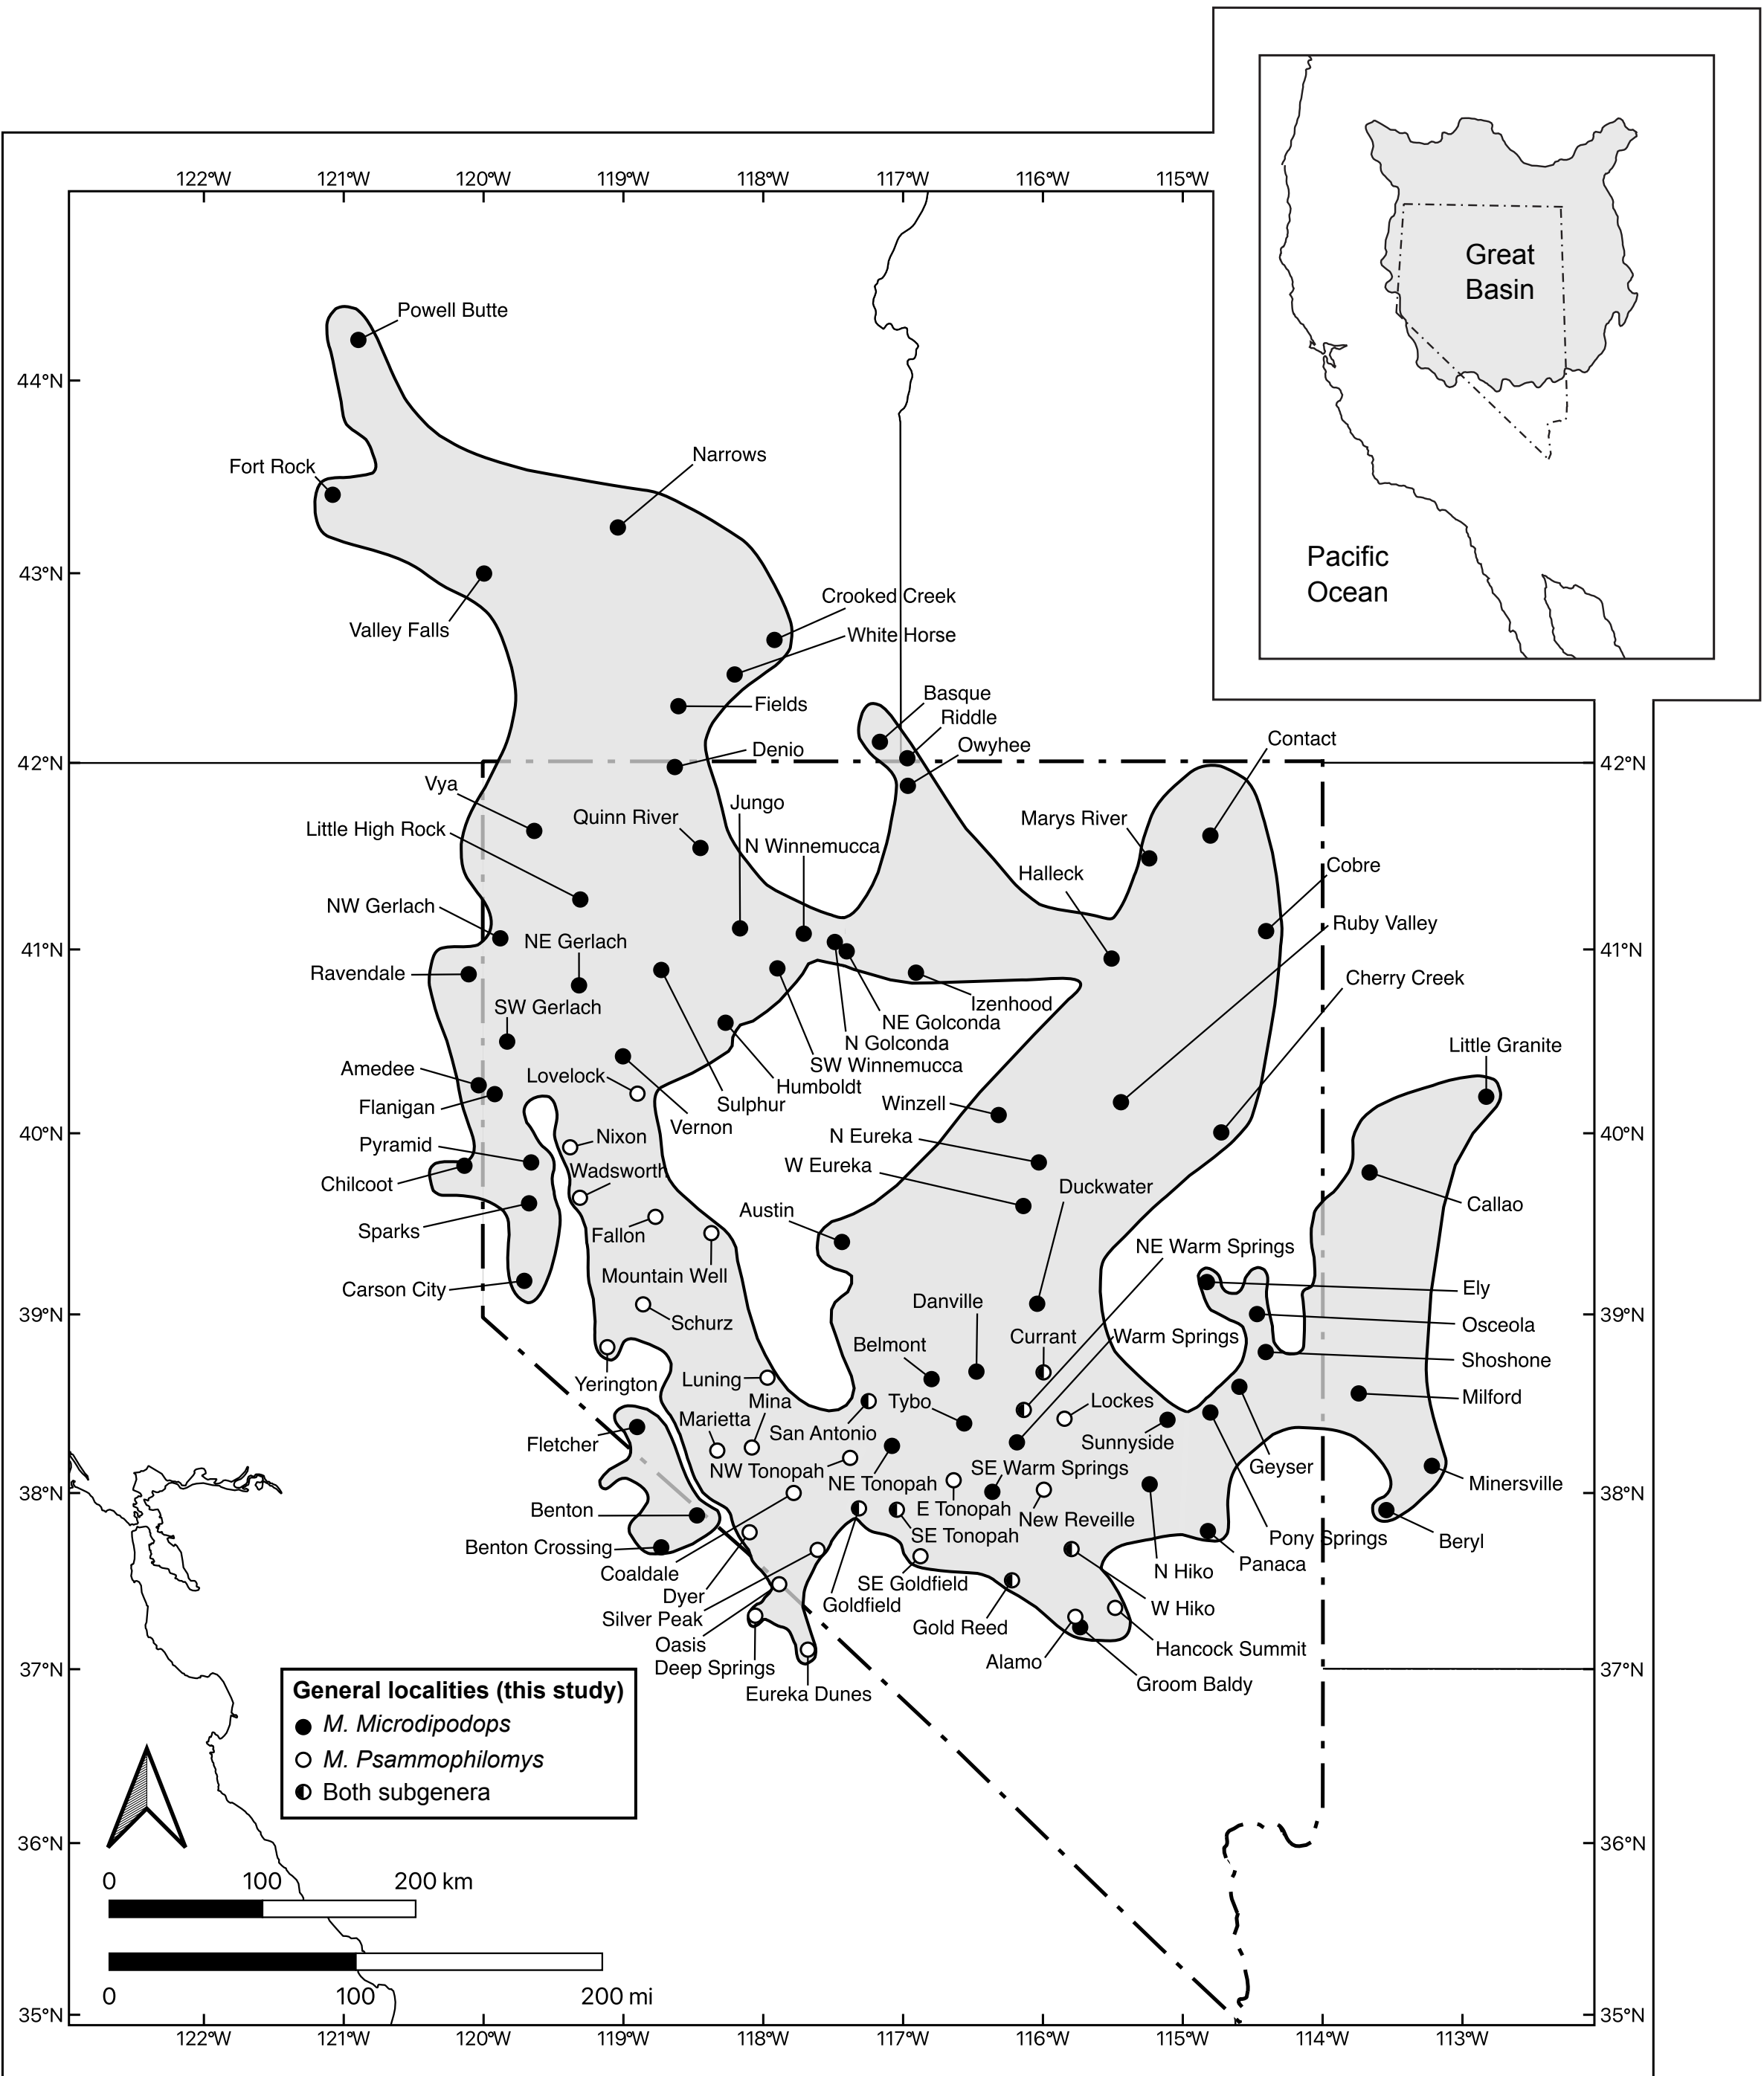 122°W 121°W 120°W 119°W 118°W 117°W 116°W 115°W
Great
Basin
Pacific
Ocean
Powell Butte
44°N
Narrows
Fort Rock
43°N
Crooked Creek
Valley Falls
White Horse
Basque
Fields
Riddle
Contact
Owyhee
Denio
42°N
42°N
Vya
Jungo
Quinn River
Marys River
Little High Rock
N Winnemucca
Cobre
Halleck
NW Gerlach
Ruby Valley
NE Gerlach
41°N
41°N
Ravendale
Cherry Creek
Izenhood
SW Gerlach
NE Golconda
N Golconda
Little Granite
SW Winnemucca
Amedee
Lovelock
Humboldt
Sulphur
Winzell
Flanigan
Vernon
40°N
N Eureka
40°N
Nixon
Pyramid
W Eureka
Wadsworth
Chilcoot
Duckwater
Callao
Austin
Sparks
Fallon
NE Warm Springs
Mountain Well
Carson City
Ely
Danville
39°N
39°N
Schurz
Osceola
Currant
Warm Springs
Belmont
Shoshone
Luning
Yerington
Mina
Tybo
Lockes
Milford
Marietta
San Antonio
Fletcher
Sunnyside
NW Tonopah
SE Warm Springs
Geyser
NE Tonopah
Minersville
38°N
38°N
Benton
E Tonopah
New Reveille
SE Tonopah
Pony Springs
Beryl
Benton Crossing
Panaca
Coaldale
N Hiko
SE Goldfield
Dyer
Goldfield
W Hiko
Silver Peak
Gold Reed
Oasis
Hancock Summit
Alamo
Deep Springs
37°N
37°N
Groom Baldy
Eureka Dunes
General localities (this study)
M. Microdipodops
M. Psammophilomys
Both subgenera
36°N
36°N
0 100 200 km
0 100 200 mi
35°N
35°N
122°W 121°W 120°W 119°W 118°W 117°W 116°W 115°W 114°W 113°W